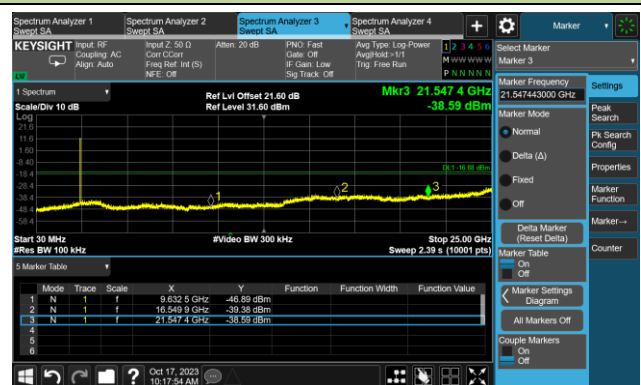 Spectrum Analyzer 1
Swept SA
Spectrum Analyzer 2
Swept SA
Spectrum Analyzer 3
Swept SA
Spectrum Analyzer 4
Swept SA
+
Marker
KEYSIGHT
Input: RF
Coupling: AC
Align: Auto
Input Z: 50 Ω
Corr CCorr
Freq Ref: Int (S)
NFE: Off
Atten: 20 dB
PNO: Fast
Gate: Off
IF Gain: Low
Sig Track: Off
Avg Type: Log-Power
Avg|Hold:>1/1
Trig: Free Run
1 2 3 4 5 6
M W W W W W
P N N N N N
LW
Select Marker
Marker 3
1 Spectrum
Scale/Div 10 dB
Ref Lvl Offset 21.60 dB
Ref Level 31.60 dBm
Mkr3 21.547 4 GHz
-38.59 dBm
Log
21.6
11.6
1.60
-8.40
-18.4
-28.4
-38.4
-48.4
-58.4
1
2
3
Start 30 MHz
#Res BW 100 kHz
#Video BW 300 kHz
Stop 25.00 GHz
Sweep 2.39 s (10001 pts)
5 Marker Table
Mode Trace Scale X Y Function Function Width Function Value
1 N 1 f 9.632 5 GHz -46.89 dBm
2 N 1 f 16.549 9 GHz -39.38 dBm
3 N 1 f 21.547 4 GHz -38.59 dBm
4
5
6
Marker Frequency
21.547443000 GHz
Marker Mode
Normal
Delta (Δ)
Fixed
Off
Delta Marker
(Reset Delta)
Marker Table
On
Off
Marker Settings
Diagram
All Markers Off
Couple Markers
On
Off
Settings
Peak
Search
Pk Search
Config
Properties
Marker
Function
Marker→
Counter
?
Oct 17, 2023
10:17:54 AM